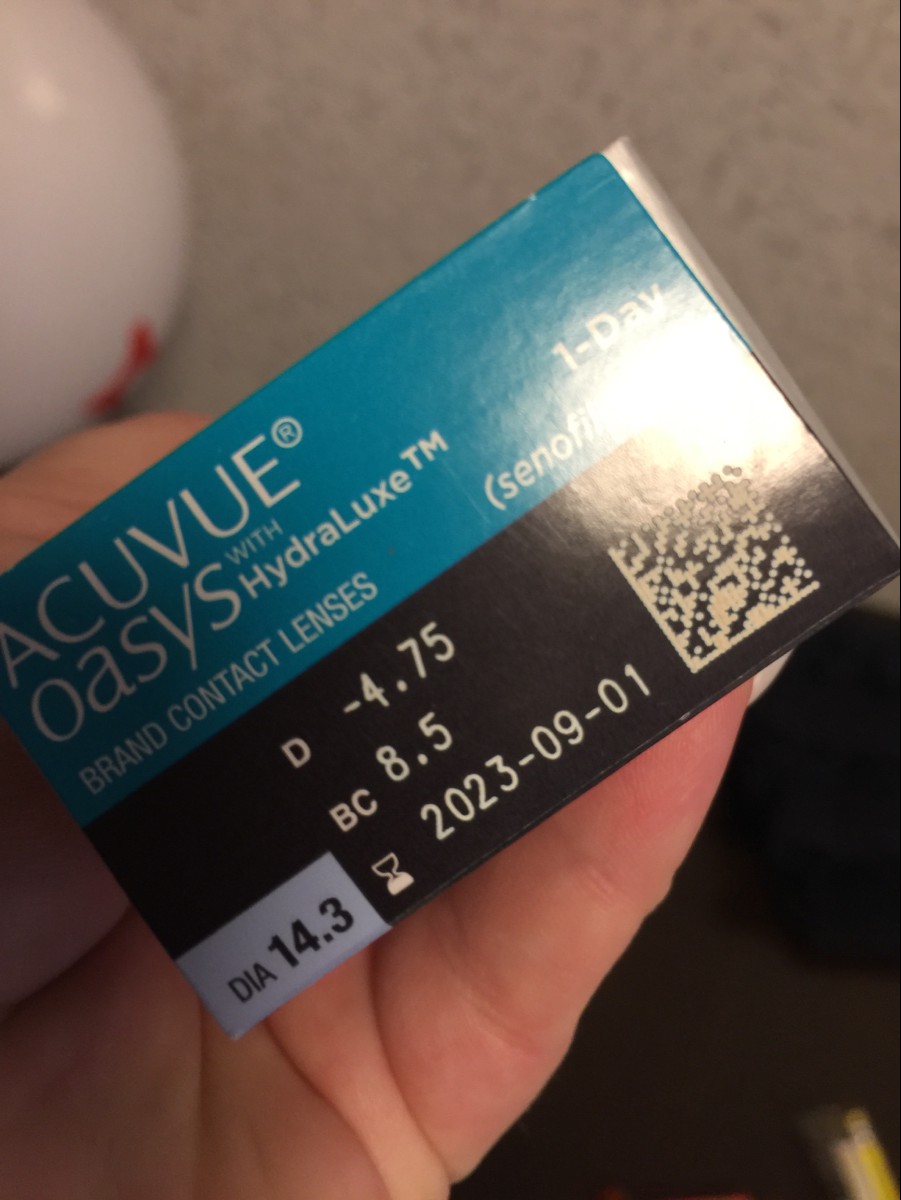 ACUVUE®
oasys WITH HydraLuxe™
BRAND CONTACT LENSES
1-Day
D -4.75
BC 8.5
2023-09-01
DIA 14.3